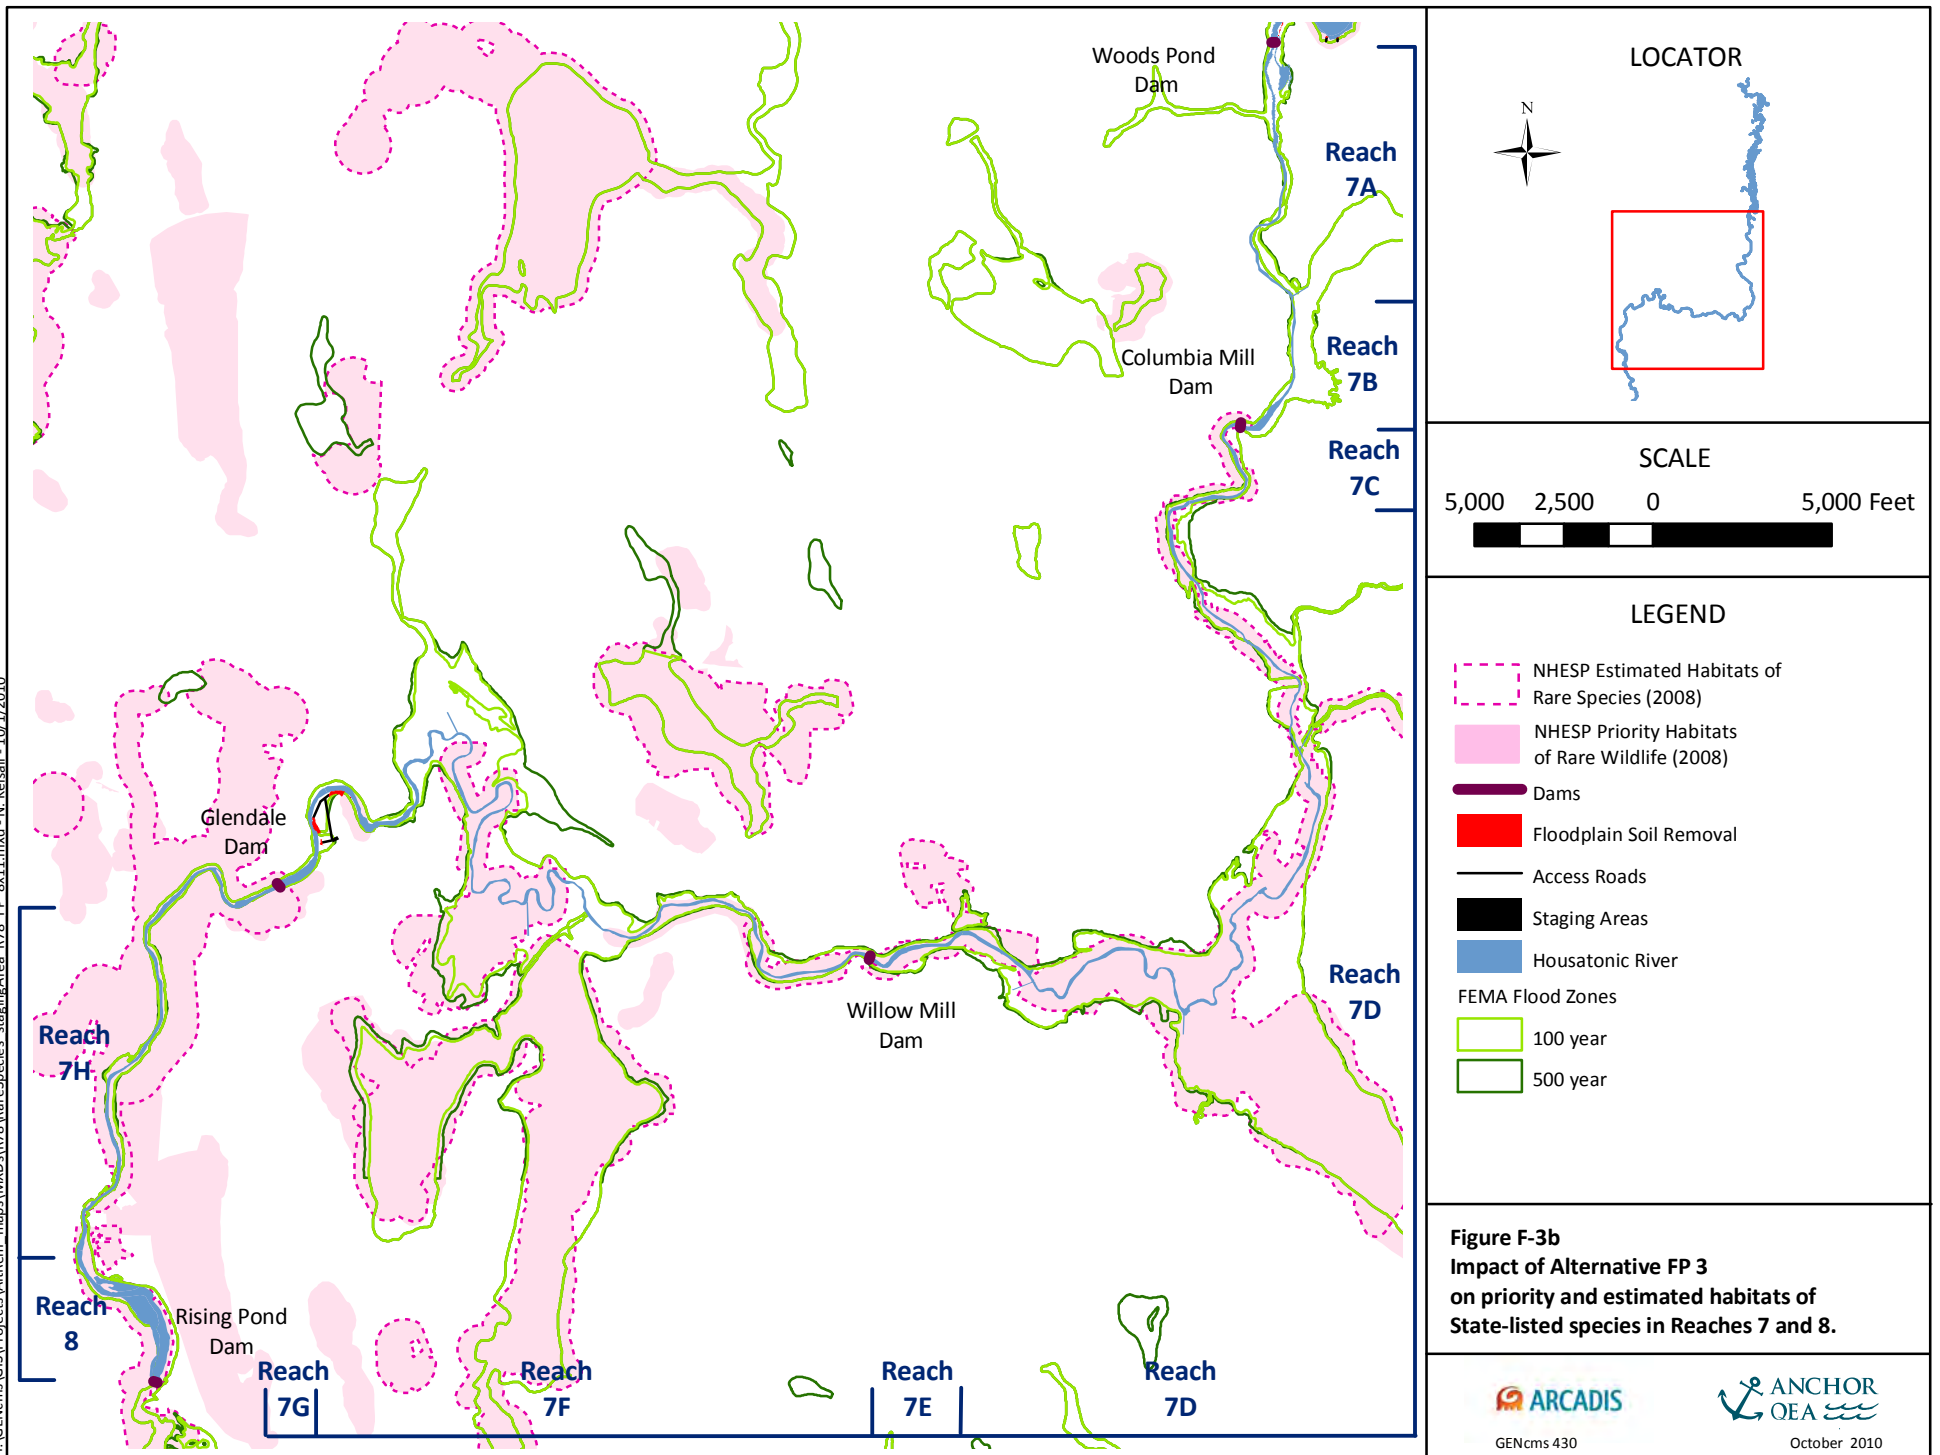 Woods Pond
Dam
Reach
7A
Reach
7B
Columbia Mill
Dam
Reach
7C
Glendale
Dam
Willow Mill
Dam
Reach
7D
Reach
7H
Reach
8
Rising Pond
Dam
Reach
7G
Reach
7F
Reach
7E
Reach
7D
LOCATOR
N
SCALE
5,000 2,500 0 5,000 Feet
LEGEND
NHESP Estimated Habitats of
Rare Species (2008)
NHESP Priority Habitats
of Rare Wildlife (2008)
Dams
Floodplain Soil Removal
Access Roads
Staging Areas
Housatonic River
FEMA Flood Zones
100 year
500 year
Figure F-3b
Impact of Alternative FP 3
on priority and estimated habitats of
State-listed species in Reaches 7 and 8.
ARCADIS
ANCHOR
QEA
GENcms 430
October 2010